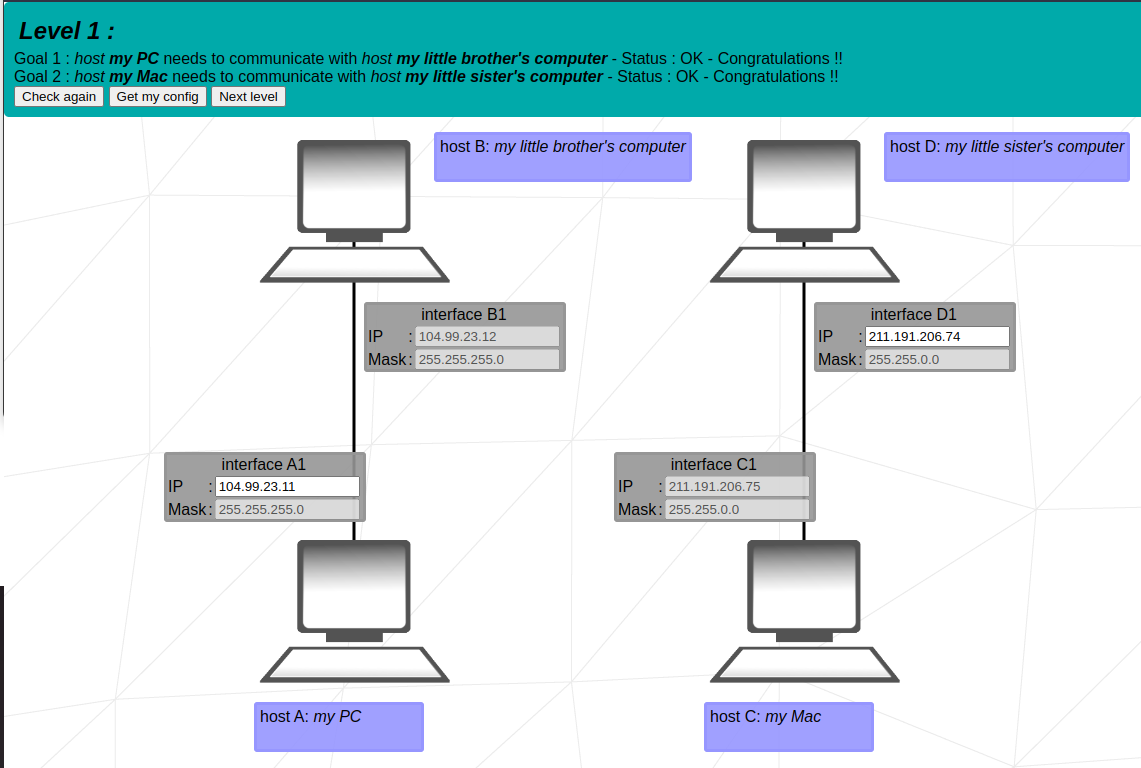 Level 1 :
Goal 1 : host my PC needs to communicate with host my little brother's computer - Status : OK - Congratulations !!
Goal 2 : host my Mac needs to communicate with host my little sister's computer - Status : OK - Congratulations !!
Check again Get my config Next level
host B: my little brother's computer
host D: my little sister's computer
interface B1
IP : 104.99.23.12
Mask : 255.255.255.0
interface D1
IP : 211.191.206.74
Mask : 255.255.0.0
interface A1
IP : 104.99.23.11
Mask : 255.255.255.0
interface C1
IP : 211.191.206.75
Mask : 255.255.0.0
host A: my PC
host C: my Mac